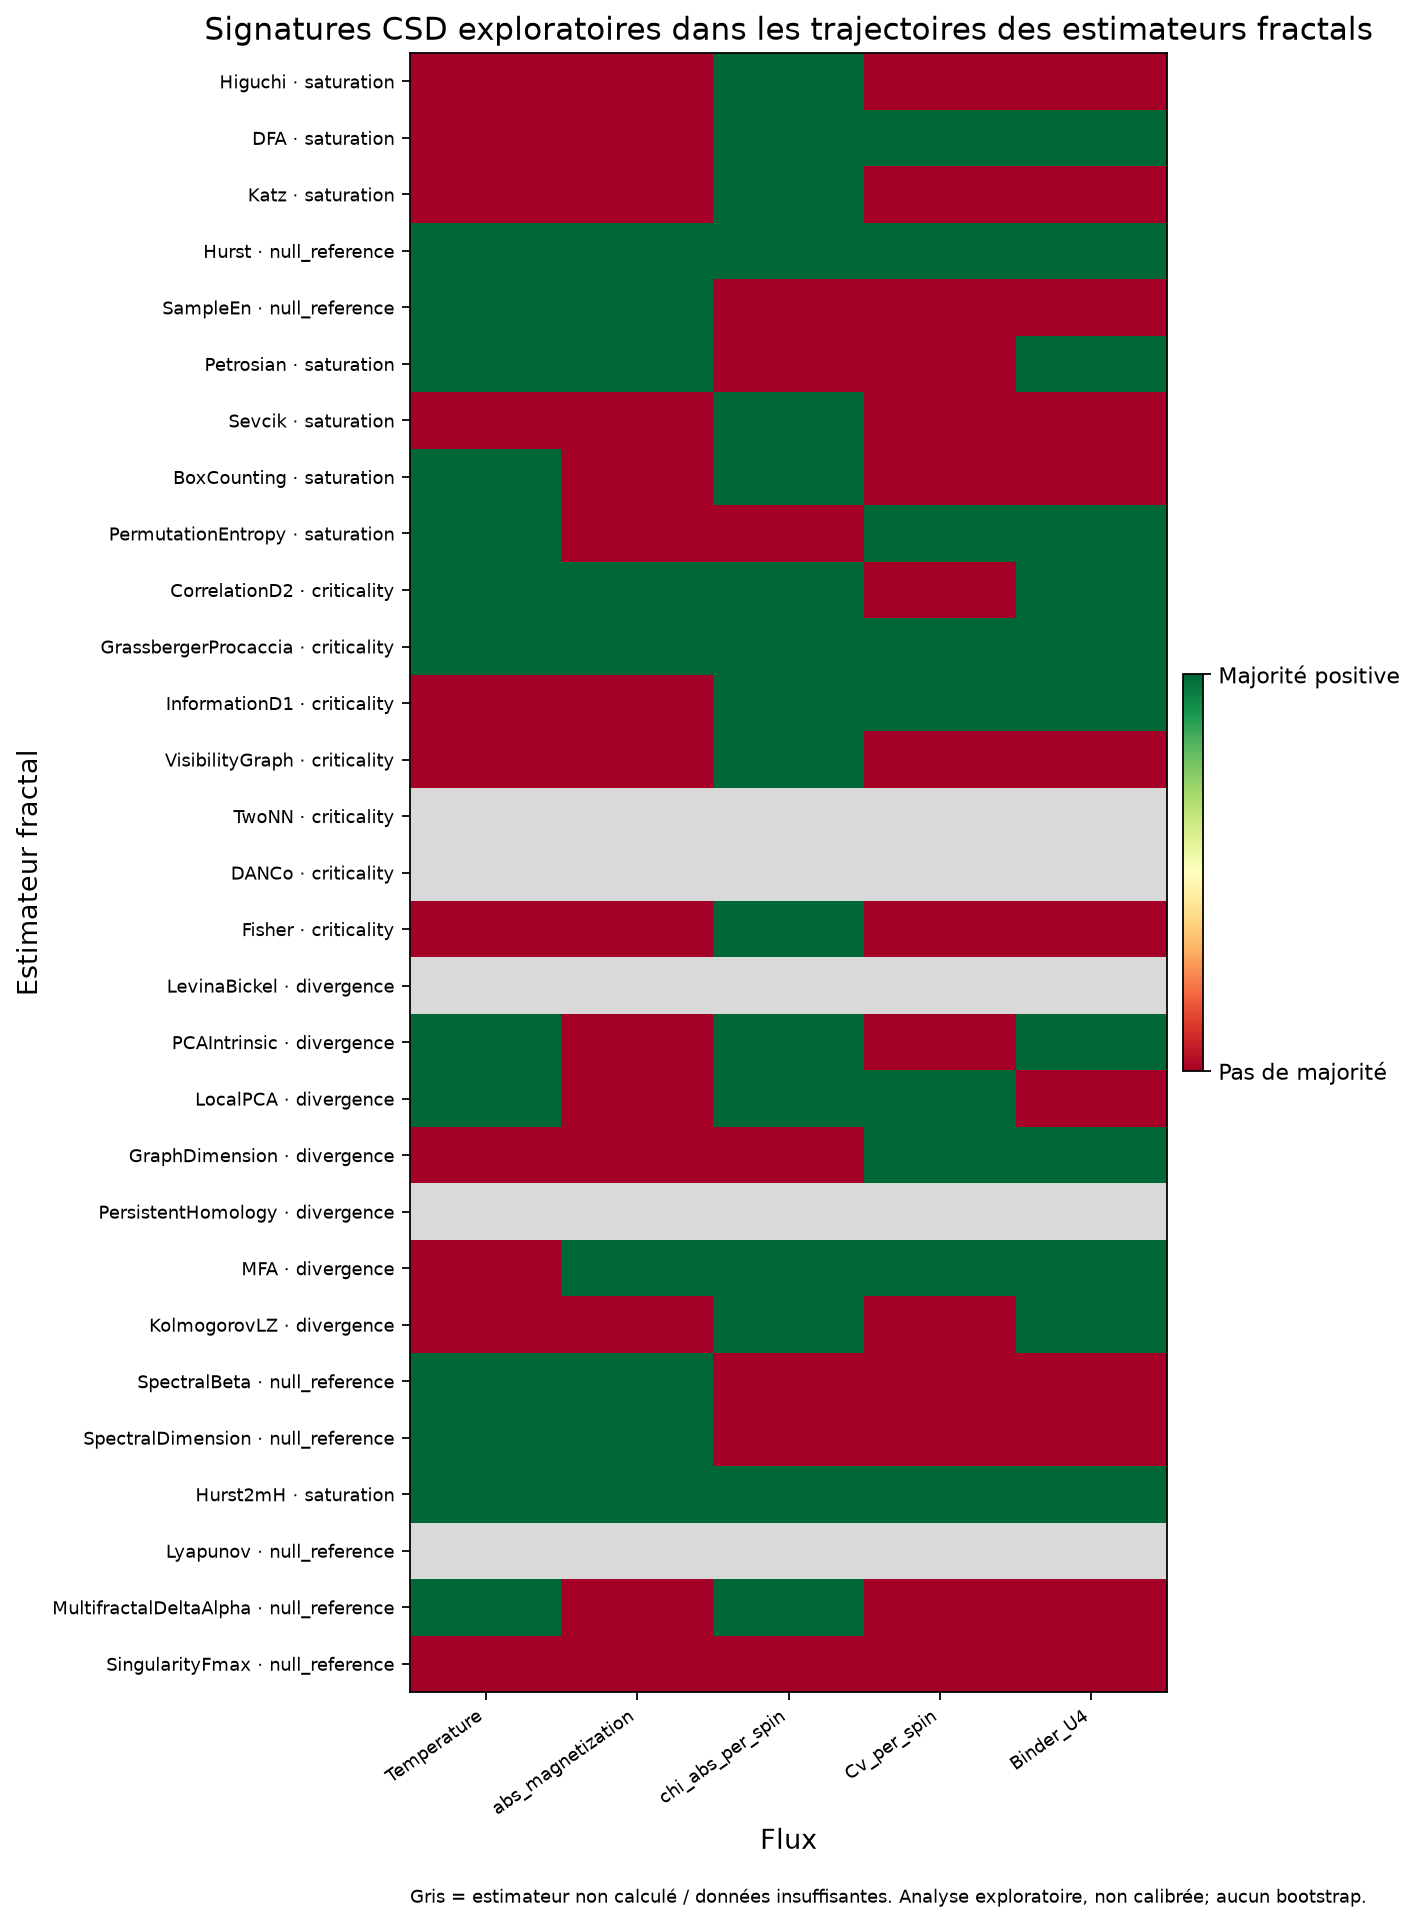 Signatures CSD exploratoires dans les trajectoires des estimateurs fractals
Higuchi · saturation
DFA · saturation
Katz · saturation
Hurst · null_reference
SampleEn · null_reference
Petrosian · saturation
Sevcik · saturation
BoxCounting · saturation
PermutationEntropy · saturation
CorrelationD2 · criticality
GrassbergerProcaccia · criticality
InformationD1 · criticality
VisibilityGraph · criticality
TwoNN · criticality
DANCo · criticality
Fisher · criticality
LevinaBickel · divergence
PCAIntrinsic · divergence
LocalPCA · divergence
GraphDimension · divergence
PersistentHomology · divergence
MFA · divergence
KolmogorovLZ · divergence
SpectralBeta · null_reference
SpectralDimension · null_reference
Hurst2mH · saturation
Lyapunov · null_reference
MultifractalDeltaAlpha · null_reference
SingularityFmax · null_reference
Estimateur fractal
Majorité positive
Pas de majorité
Temperature
abs_magnetization
chi_abs_per_spin
Cv_per_spin
Binder_U4
Flux
Gris = estimateur non calculé / données insuffisantes. Analyse exploratoire, non calibrée; aucun bootstrap.